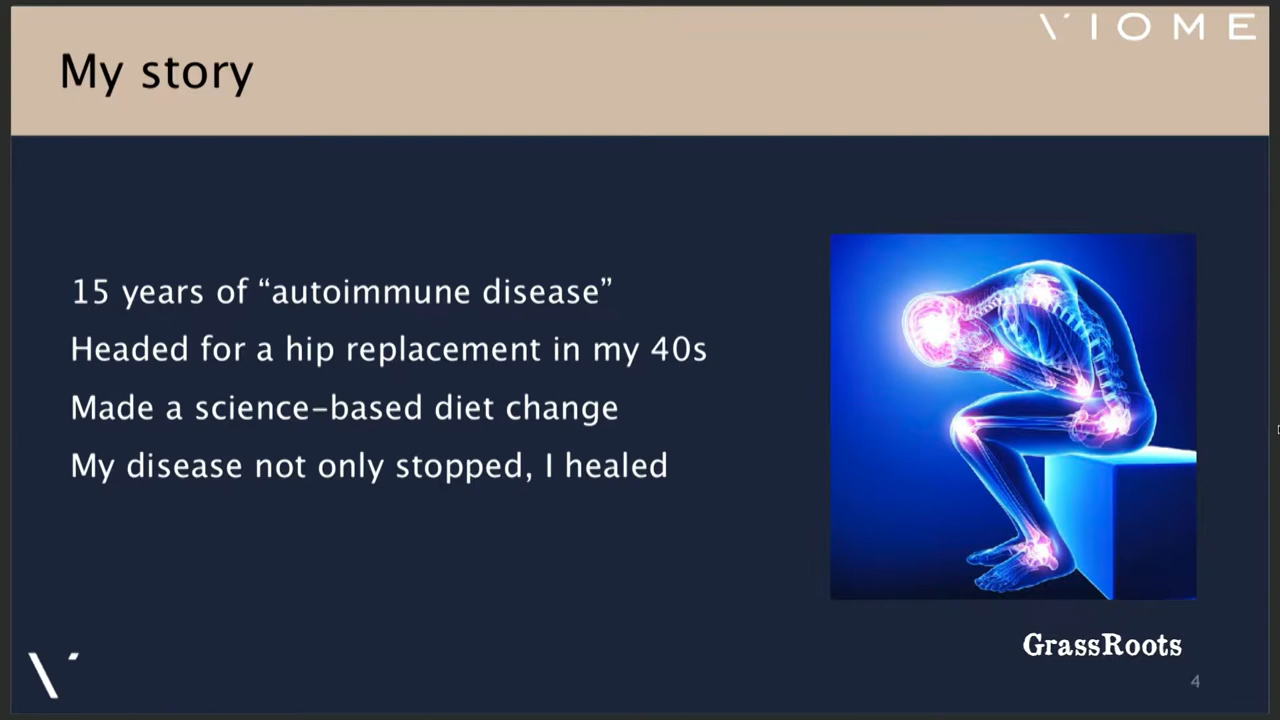 VIOME
My story
15 years of “autoimmune disease”
Headed for a hip replacement in my 40s
Made a science-based diet change
My disease not only stopped, I healed
GrassRoots
4